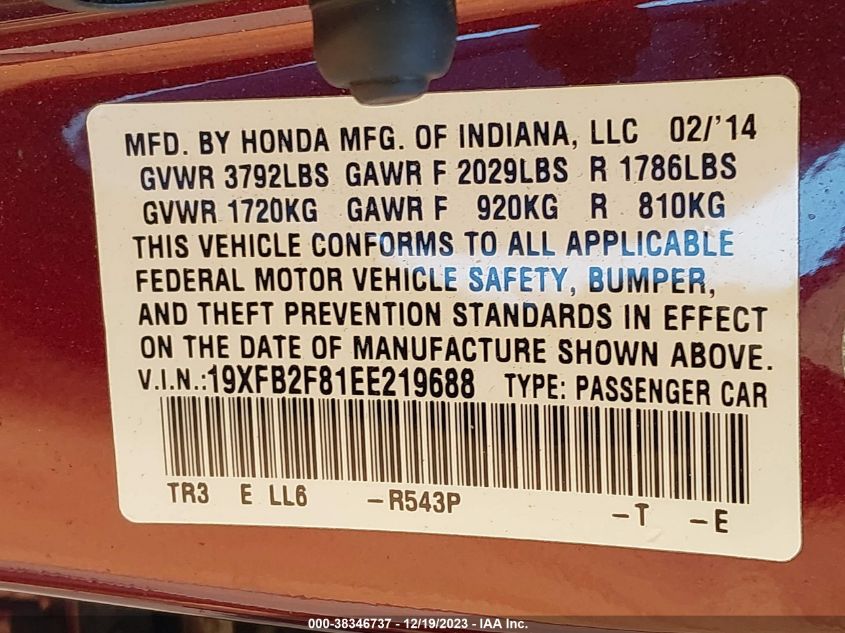 MFD. BY HONDA MFG. OF INDIANA, LLC 02/'14
GVWR 3792LBS GAWR F 2029LBS R 1786LBS
GVWR 1720KG GAWR F 920KG R 810KG
THIS VEHICLE CONFORMS TO ALL APPLICABLE
FEDERAL MOTOR VEHICLE SAFETY, BUMPER,
AND THEFT PREVENTION STANDARDS IN EFFECT
ON THE DATE OF MANUFACTURE SHOWN ABOVE.
V.I.N.:19XFB2F81EE219688 TYPE: PASSENGER CAR
TR3 E LL6 -R543P -T -E
000-38346737 - 12/19/2023 - IAA Inc.